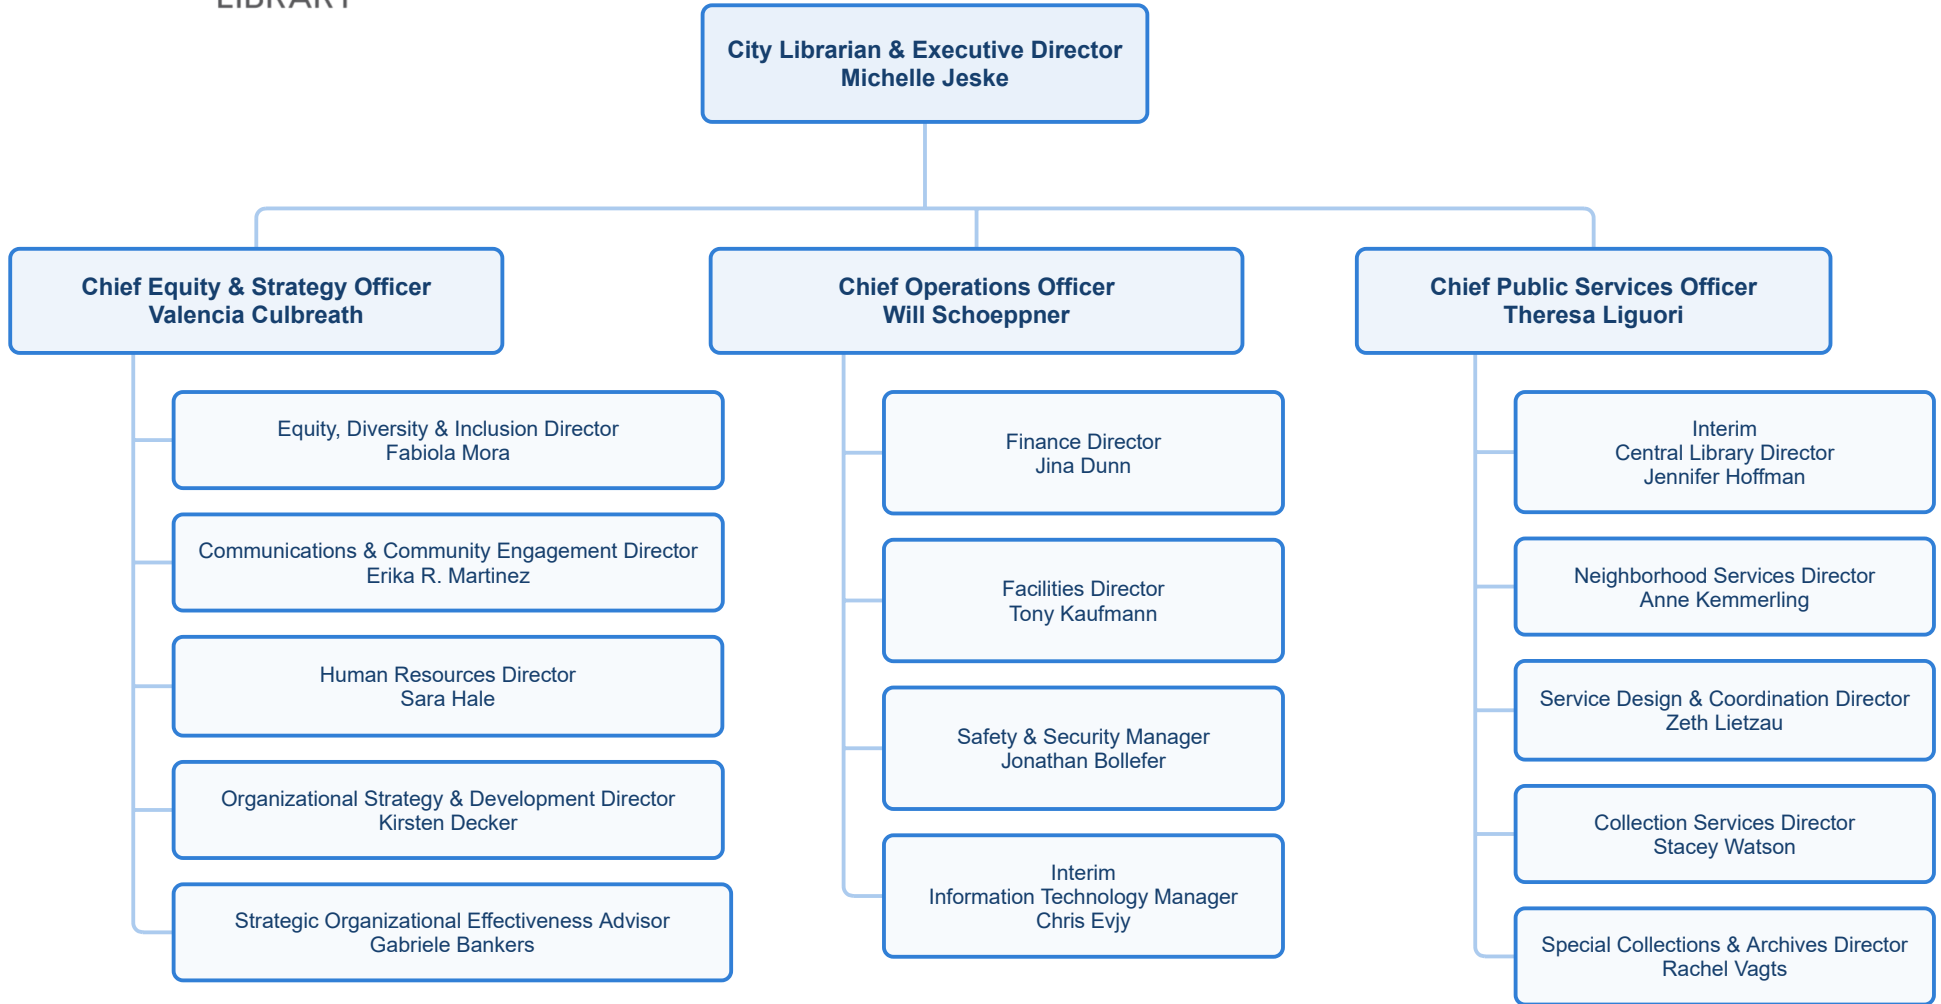 LIBRARY
City Librarian & Executive Director
Michelle Jeske
Chief Equity & Strategy Officer
Valencia Culbreath
Equity, Diversity & Inclusion Director
Fabiola Mora
Communications & Community Engagement Director
Erika R. Martinez
Human Resources Director
Sara Hale
Organizational Strategy & Development Director
Kirsten Decker
Strategic Organizational Effectiveness Advisor
Gabriele Bankers
Chief Operations Officer
Will Schoeppner
Finance Director
Jina Dunn
Facilities Director
Tony Kaufmann
Safety & Security Manager
Jonathan Bollefer
Interim
Information Technology Manager
Chris Evjy
Chief Public Services Officer
Theresa Liguori
Interim
Central Library Director
Jennifer Hoffman
Neighborhood Services Director
Anne Kemmerling
Service Design & Coordination Director
Zeth Lietzau
Collection Services Director
Stacey Watson
Special Collections & Archives Director
Rachel Vagts